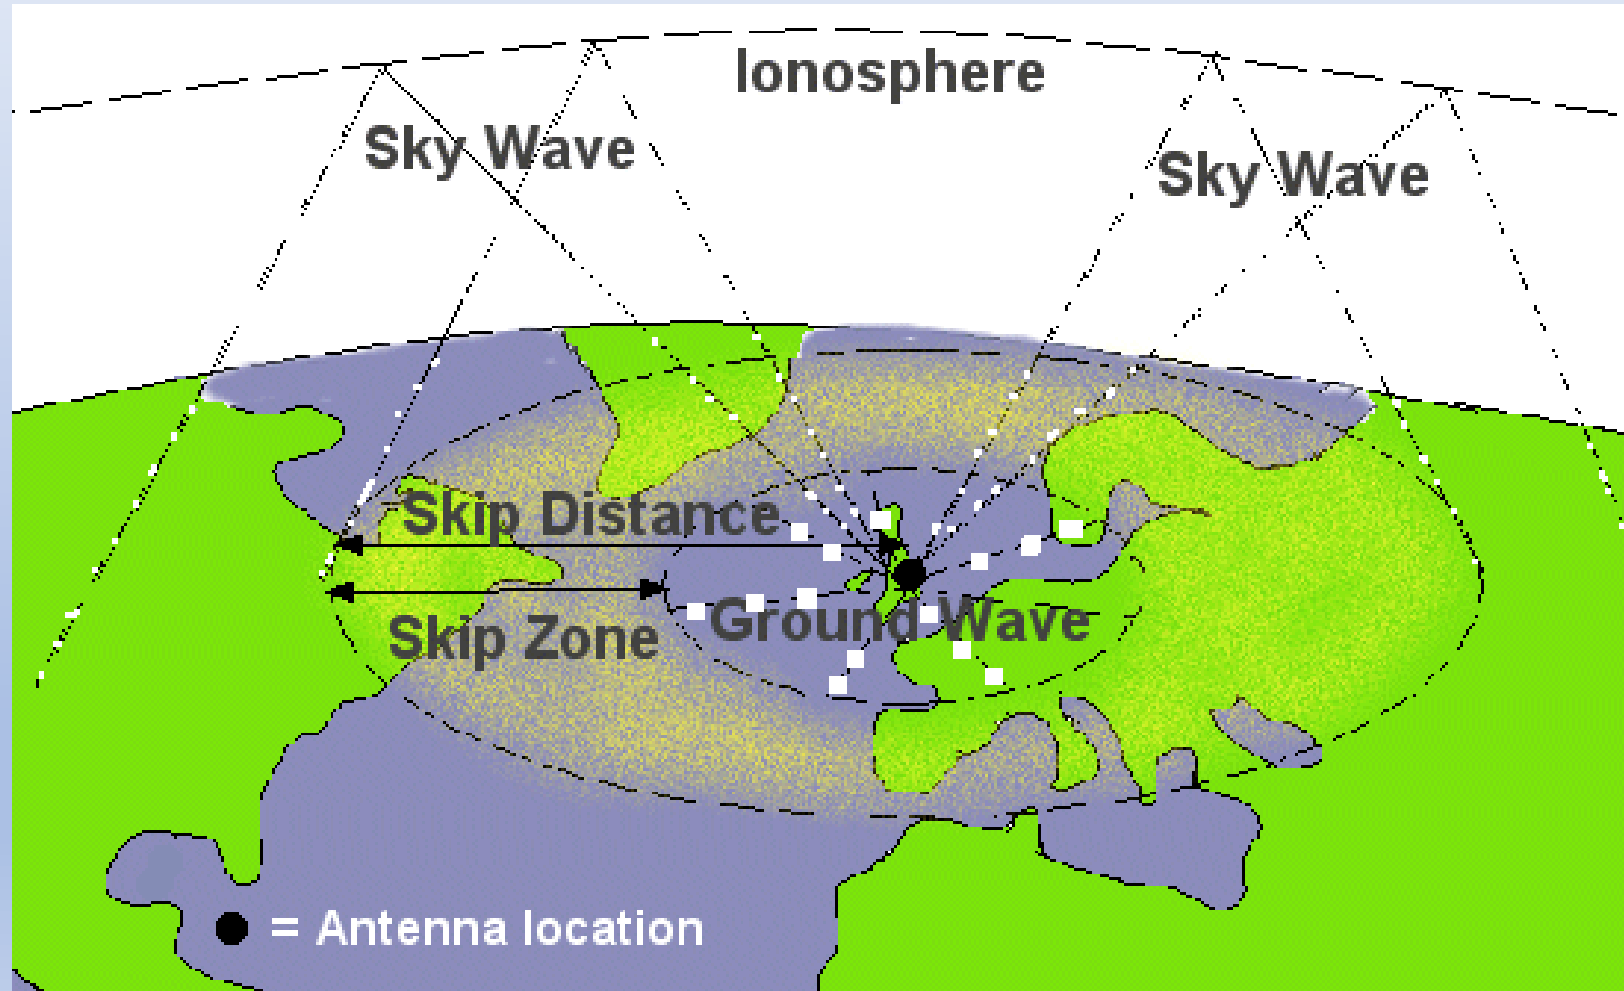 Ionosphere
Sky Wave
Sky Wave
Skip Distance
Ground Wave
Skip Zone
= Antenna location